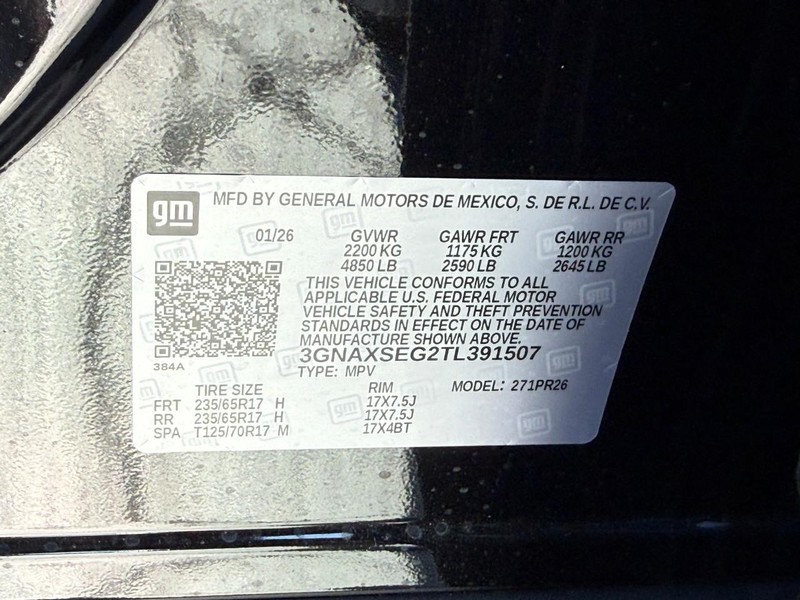 gm MFD BY GENERAL MOTORS DE MEXICO, S. DE R.L. DE C.V.
01/26 GVWR GAWR FRT GAWR RR
2200 KG 1175 KG 1200 KG
4850 LB 2590 LB 2645 LB
THIS VEHICLE CONFORMS TO ALL
APPLICABLE U.S. FEDERAL MOTOR
VEHICLE SAFETY AND THEFT PREVENTION
STANDARDS IN EFFECT ON THE DATE OF
MANUFACTURE SHOWN ABOVE.
3GNAXSEG2TL391507
384A
TYPE: MPV
TIRE SIZE RIM MODEL: 271PR26
FRT 235/65R17 H 17X7.5J
RR 235/65R17 H 17X7.5J
SPA T125/70R17 M 17X4BT